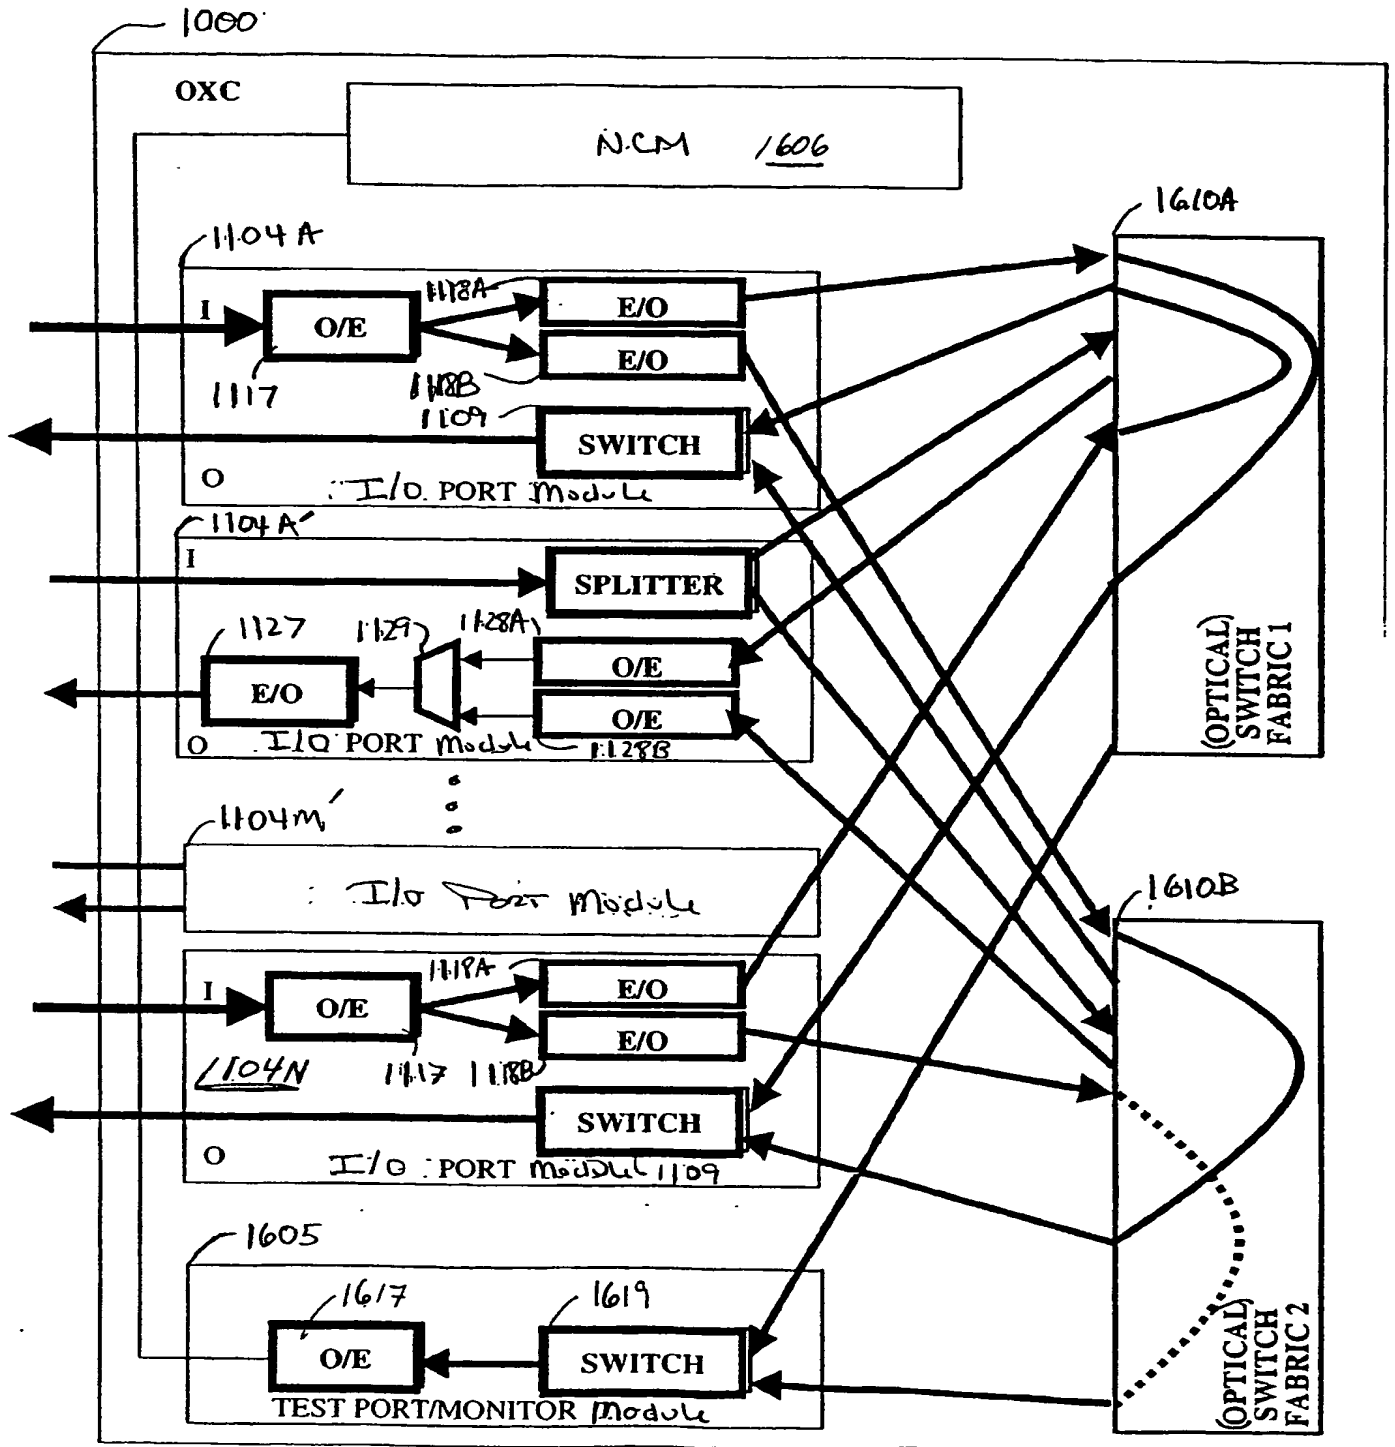 1000
OXC
N.CM 1606
1610A
1104A
I
O/E
1118A
E/O
E/O
1117
1118B
1109
SWITCH
O
I/O PORT Module
1104A'
I
SPLITTER
1127
1129
1128A
O/E
E/O
O/E
O
I/O PORT Module
1128B
(OPTICAL)
SWITCH
FABRIC 1
1104m'
I/O PORT Module
1610B
1118A
I
E/O
O/E
E/O
1104N
1117
1118B
SWITCH
O
I/O PORT Module 1109
1605
1617
1619
O/E
SWITCH
TEST PORT/MONITOR Module
(OPTICAL)
SWITCH
FABRIC 2